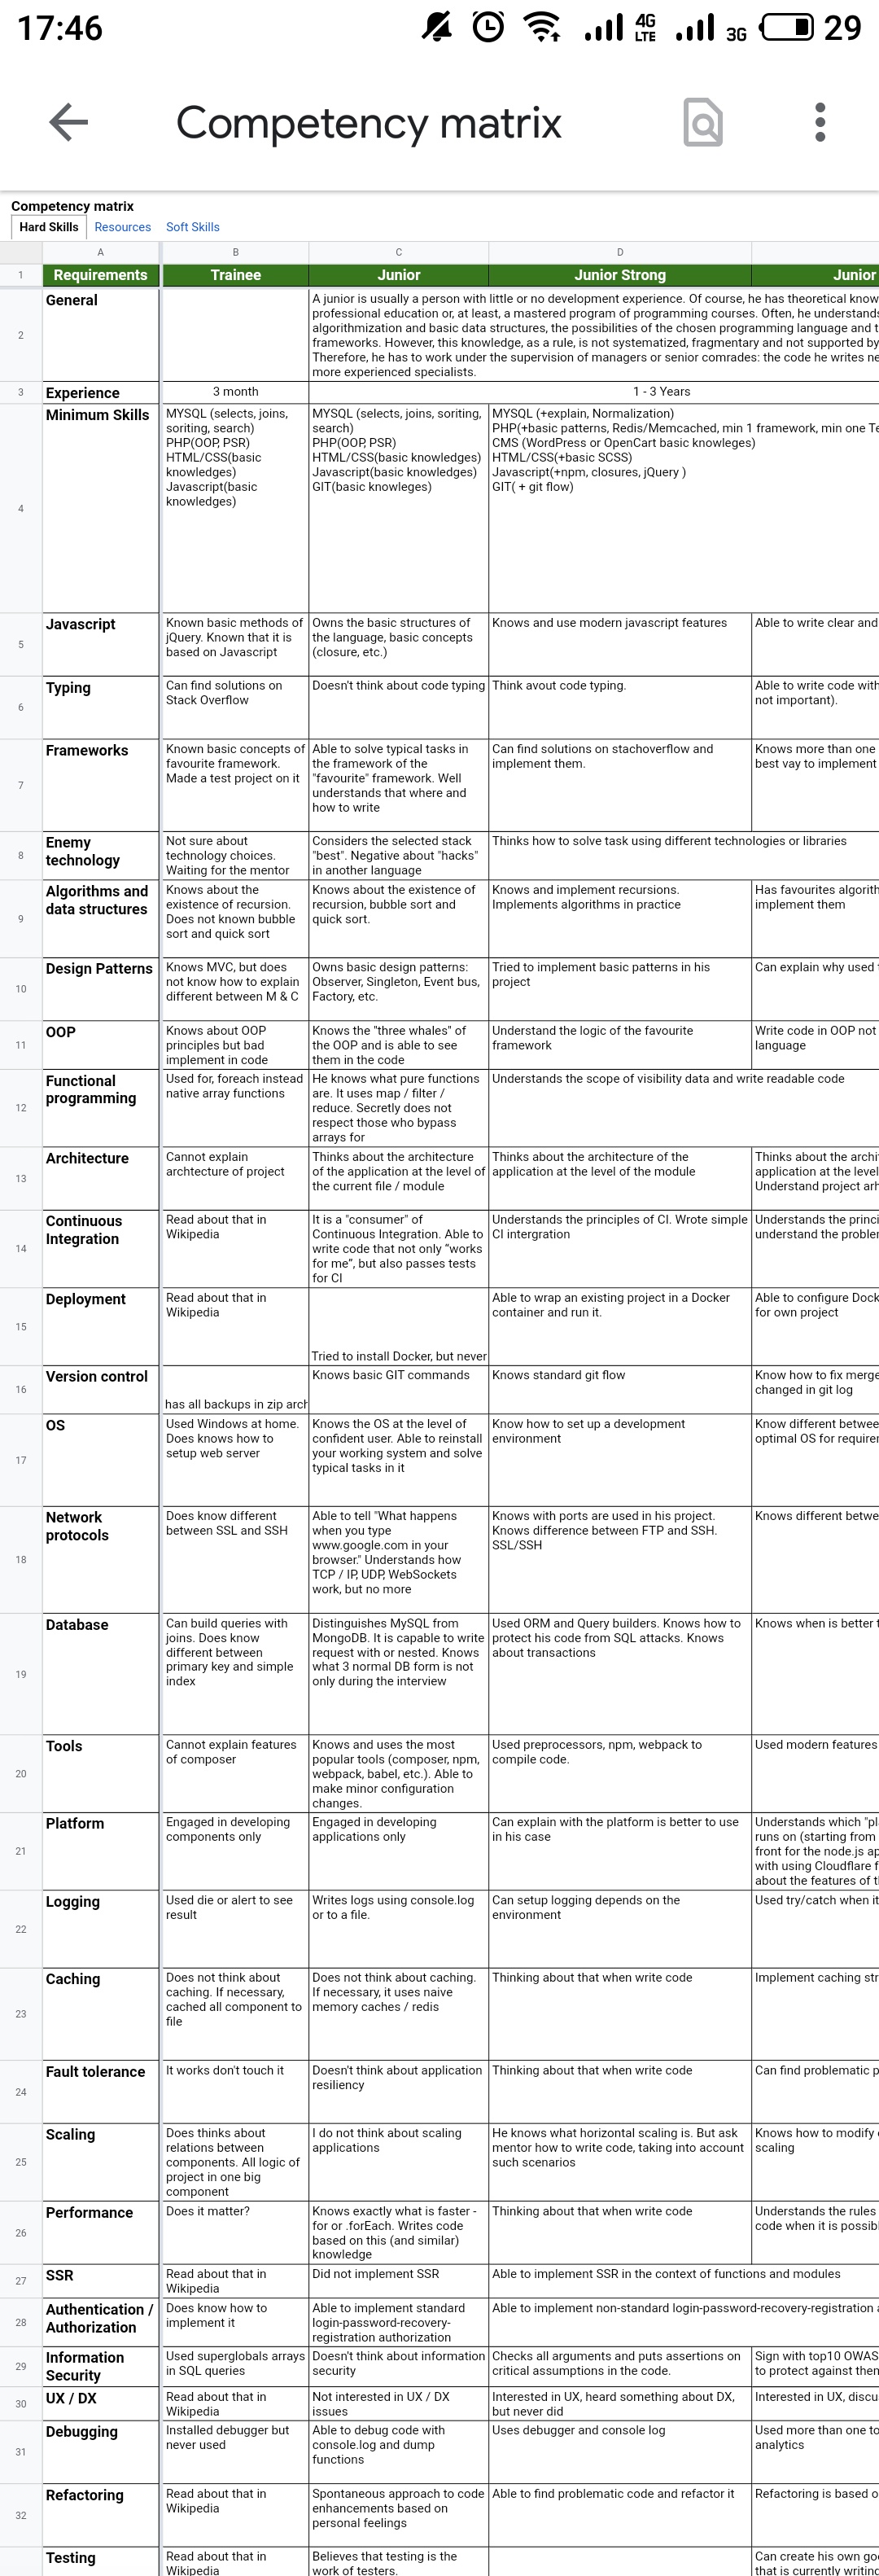 17:46
4G
LTE
3G
29
Competency matrix
Competency matrix
Hard Skills Resources Soft Skills
A B C D
1 Requirements Trainee Junior Junior Strong Junior
2 General
A junior is usually a person with little or no development experience. Of course, he has theoretical know
professional education or, at least, a mastered program of programming courses. Often, he understands
algorithmization and basic data structures, the possibilities of the chosen programming language and t
frameworks. However, this knowledge, as a rule, is not systematized, fragmentary and not supported by
Therefore, he has to work under the supervision of managers or senior comrades: the code he writes ne
more experienced specialists.
3 Experience 3 month 1 - 3 Years
4 Minimum Skills
MYSQL (selects, joins,
soriting, search)
PHP(OOP, PSR)
HTML/CSS(basic
knowledges)
Javascript(basic
knowledges)
MYSQL (selects, joins, soriting,
search)
PHP(OOP, PSR)
HTML/CSS(basic knowledges)
Javascript(basic knowledges)
GIT(basic knowleges)
MYSQL (+explain, Normalization)
PHP(+basic patterns, Redis/Memcached, min 1 framework, min one Te
CMS (WordPress or OpenCart basic knowleges)
HTML/CSS(+basic SCSS)
Javascript(+npm, closures, jQuery )
GIT( + git flow)
5 Javascript
Known basic methods of
jQuery. Known that it is
based on Javascript
Owns the basic structures of
the language, basic concepts
(closure, etc.)
Knows and use modern javascript features
Able to write clear and
6 Typing
Can find solutions on
Stack Overflow
Doesn't think about code typing
Think avout code typing.
Able to write code with
not important).
7 Frameworks
Known basic concepts of
favourite framework.
Made a test project on it
Able to solve typical tasks in
the framework of the
"favourite" framework. Well
understands that where and
how to write
Can find solutions on stachoverflow and
implement them.
Knows more than one
best vay to implement
8 Enemy
technology
Not sure about
technology choices.
Waiting for the mentor
Considers the selected stack
"best". Negative about "hacks"
in another language
Thinks how to solve task using different technologies or libraries
9 Algorithms and
data structures
Knows about the
existence of recursion.
Does not known bubble
sort and quick sort
Knows about the existence of
recursion, bubble sort and
quick sort.
Knows and implement recursions.
Implements algorithms in practice
Has favourites algorith
implement them
10 Design Patterns
Knows MVC, but does
not know how to explain
different between M & C
Owns basic design patterns:
Observer, Singleton, Event bus,
Factory, etc.
Tried to implement basic patterns in his
project
Can explain why used t
11 OOP
Knows about OOP
principles but bad
implement in code
Knows the "three whales" of
the OOP and is able to see
them in the code
Understand the logic of the favourite
framework
Write code in OOP not
language
12 Functional
programming
Used for, foreach instead
native array functions
He knows what pure functions
are. It uses map / filter /
reduce. Secretly does not
respect those who bypass
arrays for
Understands the scope of visibility data and write readable code
13 Architecture
Cannot explain
archtecture of project
Thinks about the architecture
of the application at the level of
the current file / module
Thinks about the architecture of the
application at the level of the module
Thinks about the archi
application at the level
Understand project arh
14 Continuous
Integration
Read about that in
Wikipedia
It is a "consumer" of
Continuous Integration. Able to
write code that not only “works
for me”, but also passes tests
for CI
Understands the principles of CI. Wrote simple
CI intergration
Understands the princi
understand the probler
15 Deployment
Read about that in
Wikipedia
Tried to install Docker, but never
Able to wrap an existing project in a Docker
container and run it.
Able to configure Dock
for own project
16 Version control
has all backups in zip arch
Knows basic GIT commands
Knows standard git flow
Know how to fix merge
changed in git log
17 OS
Used Windows at home.
Does knows how to
setup web server
Knows the OS at the level of
confident user. Able to reinstall
your working system and solve
typical tasks in it
Know how to set up a development
environment
Know different betwee
optimal OS for requirer
18 Network
protocols
Does know different
between SSL and SSH
Able to tell "What happens
when you type
www.google.com in your
browser." Understands how
TCP / IP, UDP, WebSockets
work, but no more
Knows with ports are used in his project.
Knows difference between FTP and SSH.
SSL/SSH
Knows different betwe
19 Database
Can build queries with
joins. Does know
different between
primary key and simple
index
Distinguishes MySQL from
MongoDB. It is capable to write
request with or nested. Knows
what 3 normal DB form is not
only during the interview
Used ORM and Query builders. Knows how to
protect his code from SQL attacks. Knows
about transactions
Knows when is better t
20 Tools
Cannot explain features
of composer
Knows and uses the most
popular tools (composer, npm,
webpack, babel, etc.). Able to
make minor configuration
changes.
Used preprocessors, npm, webpack to
compile code.
Used modern features
21 Platform
Engaged in developing
components only
Engaged in developing
applications only
Can explain with the platform is better to use
in his case
Understands which "pl
runs on (starting from
front for the node.js ap
with using Cloudflare f
about the features of tl
22 Logging
Used die or alert to see
result
Writes logs using console.log
or to a file.
Can setup logging depends on the
environment
Used try/catch when it
23 Caching
Does not think about
caching. If necessary,
cached all component to
file
Does not think about caching.
If necessary, it uses naive
memory caches / redis
Thinking about that when write code
Implement caching str
24 Fault tolerance
It works don't touch it
Doesn't think about application
resiliency
Thinking about that when write code
Can find problematic p
25 Scaling
Does thinks about
relations between
components. All logic of
project in one big
component
I do not think about scaling
applications
He knows what horizontal scaling is. But ask
mentor how to write code, taking into account
such scenarios
Knows how to modify
scaling
26 Performance
Does it matter?
Knows exactly what is faster -
for or .forEach. Writes code
based on this (and similar)
knowledge
Thinking about that when write code
Understands the rules
code when it is possibl
27 SSR
Read about that in
Wikipedia
Did not implement SSR
Able to implement SSR in the context of functions and modules
28 Authentication /
Authorization
Does know how to
implement it
Able to implement standard
login-password-recovery-
registration authorization
Able to implement non-standard login-password-recovery-registration a
29 Information
Security
Used superglobals arrays
in SQL queries
Doesn't think about information
security
Checks all arguments and puts assertions on
critical assumptions in the code.
Sign with top10 OWAS
to protect against then
30 UX / DX
Read about that in
Wikipedia
Not interested in UX / DX
issues
Interested in UX, heard something about DX,
but never did
Interested in UX, discu
31 Debugging
Installed debugger but
never used
Able to debug code with
console.log and dump
functions
Uses debugger and console log
Used more than one to
analytics
32 Refactoring
Read about that in
Wikipedia
Spontaneous approach to code
enhancements based on
personal feelings
Able to find problematic code and refactor it
Refactoring is based o
Testing
Read about that in
Wikipedia
Believes that testing is the
work of testers.
Can create his own go
that is currently writing